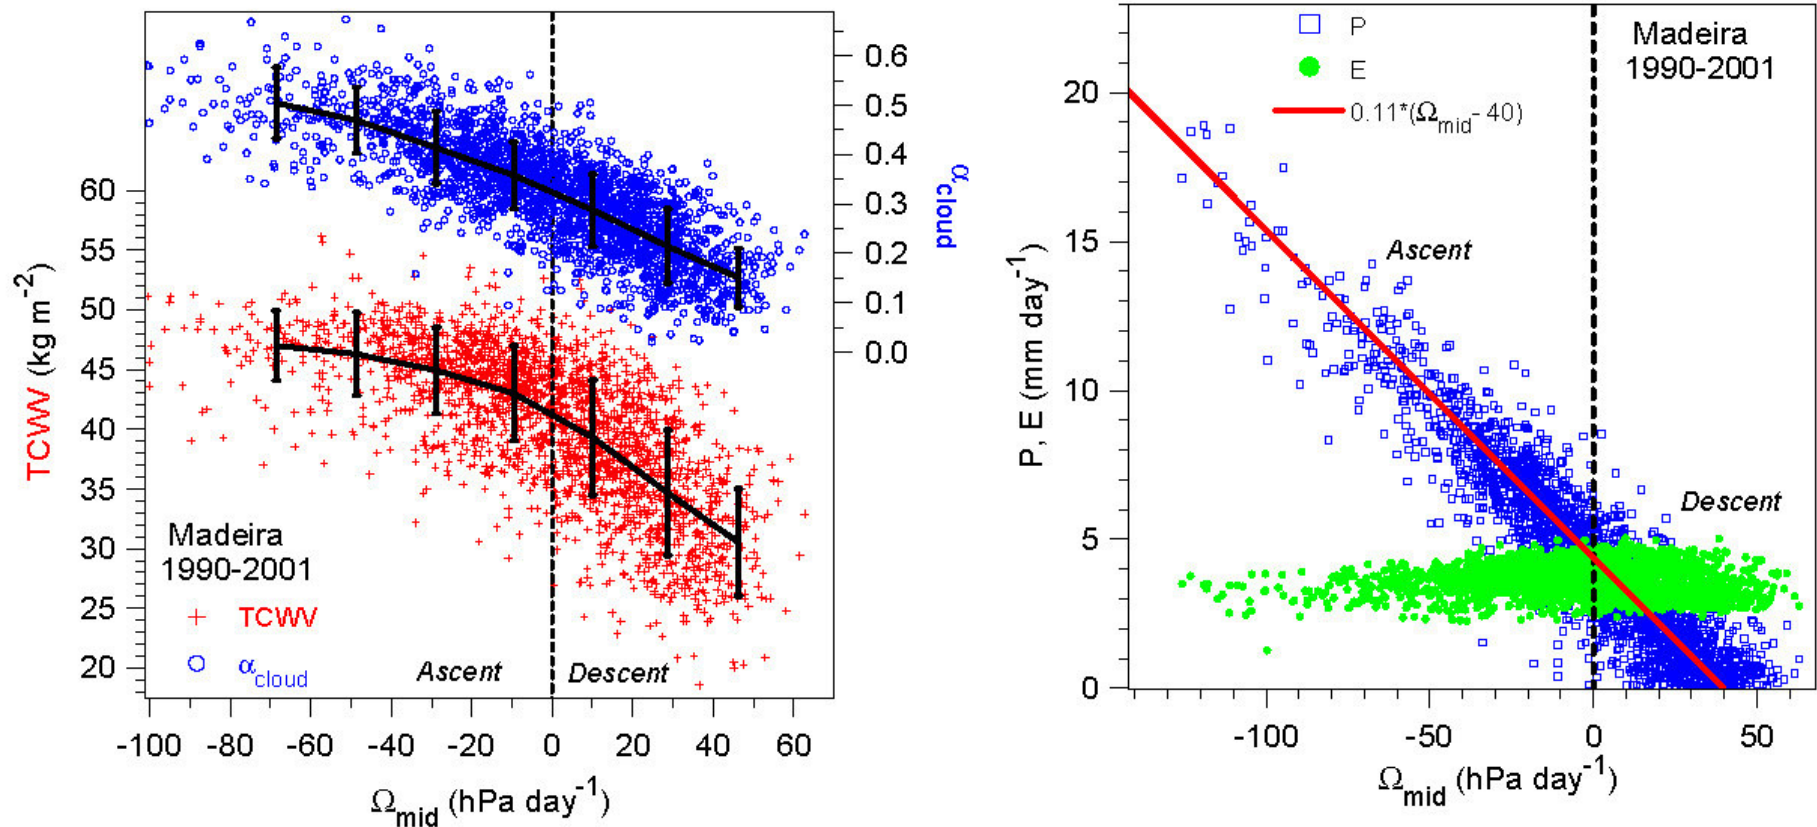 0.6
0.5
0.4
0.3
0.2
0.1
0.0
αcloud
60
55
50
45
40
35
30
25
20
TCWV (kg m-2)
Madeira
1990-2001
TCWV
αcloud
Ascent
Descent
-100 -80 -60 -40 -20 0 20 40 60
Ωmid (hPa day-1)
P
E
0.11*(Ωmid- 40)
Madeira
1990-2001
20
15
10
5
0
P, E (mm day-1)
Ascent
Descent
-100 -50 0 50
Ωmid (hPa day-1)